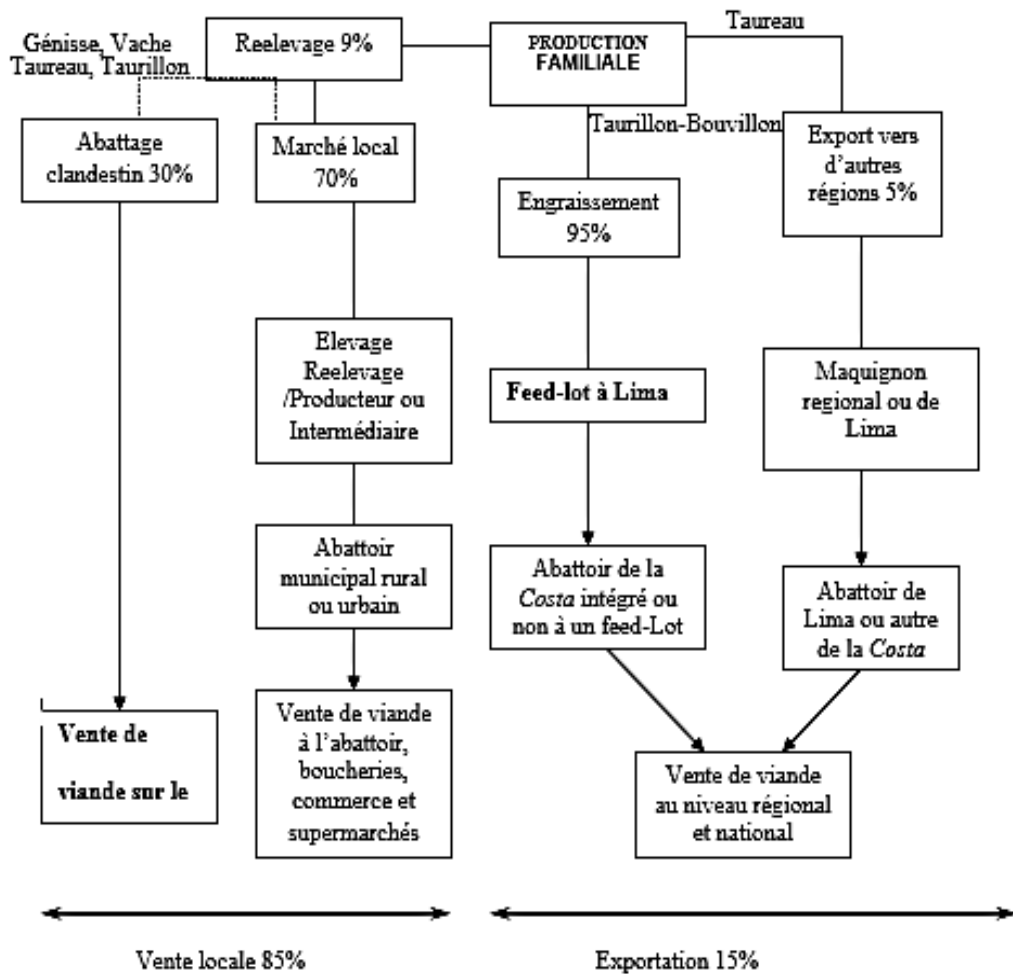 Génisse, Vache
Taureau, Taurillon
Reelevage 9%
PRODUCTION
FAMILIALE
Taureau
Taurillon-Bouvillon
Abattage
clandestin 30%
Marché local
70%
Engraissement
95%
Export vers
d'autres
régions 5%
Elevage
Reelevage
/Producteur ou
Intermédiaire
Feed-lot à Lima
Maquignon
regional ou de
Lima
Abattoir
municipal rural
ou urbain
Abattoir de la
Costa intégré ou
non à un feed-Lot
Abattoir de
Lima ou autre
de la Costa
Vente de
viande sur le
Vente de viande
à l'abattoir,
boucheries,
commerce et
supermarchés
Vente de viande
au niveau régional
et national
Vente locale 85%
Exportation 15%